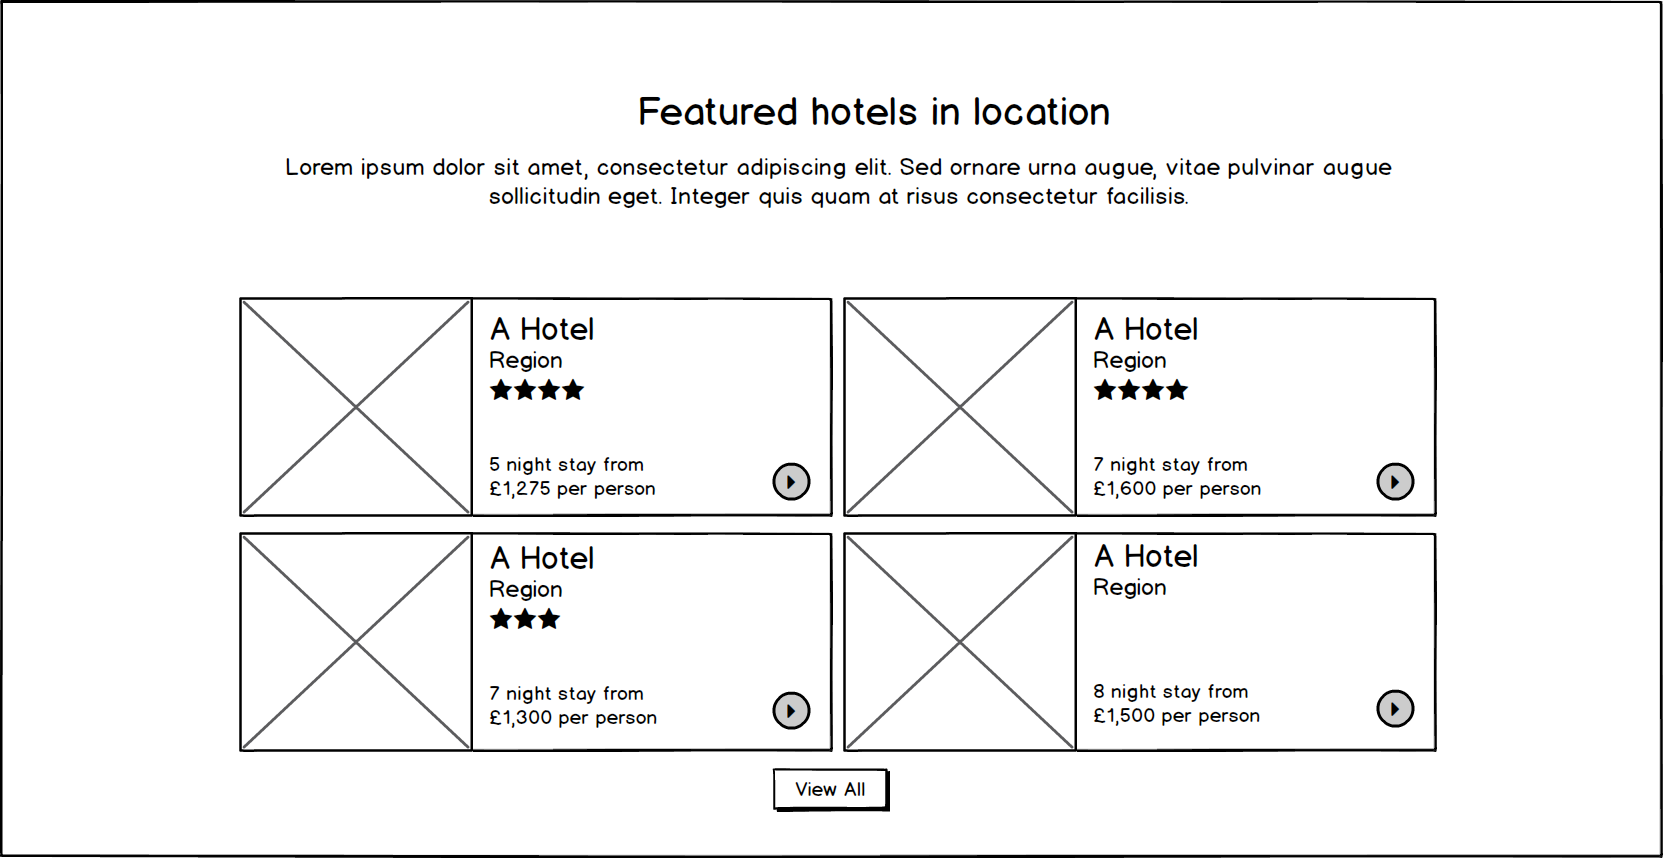 Featured hotels in location
Lorem ipsum dolor sit amet, consectetur adipiscing elit. Sed ornare urna augue, vitae pulvinar augue
sollicitudin eget. Integer quis quam at risus consectetur facilisis.
A Hotel
Region
5 night stay from
£1,275 per person
A Hotel
Region
7 night stay from
£1,600 per person
A Hotel
Region
7 night stay from
£1,300 per person
A Hotel
Region
8 night stay from
£1,500 per person
View All